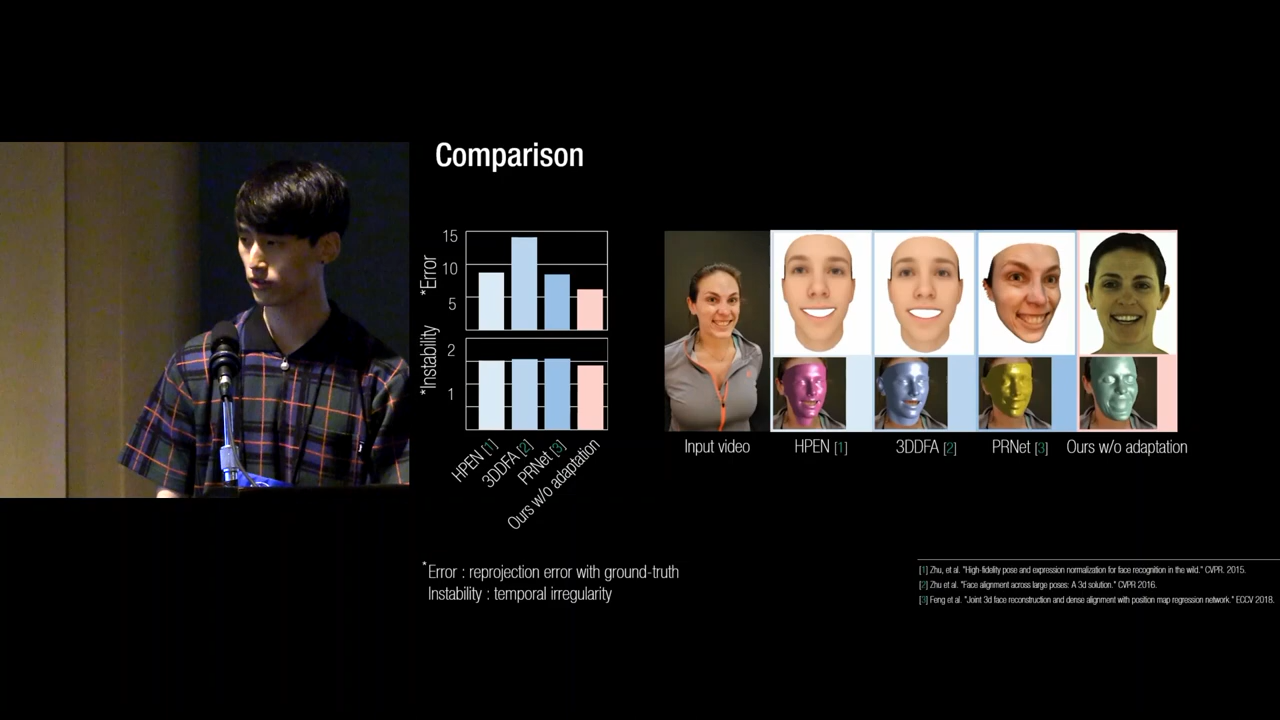 Comparison
15
10
5
*Error
2
1
*Instability
HPEN [1]
3DDFA [2]
PRNet [3]
Ours w/o adaptation
Input video
HPEN [1]
3DDFA [2]
PRNet [3]
Ours w/o adaptation
*Error : reprojection error with ground-truth
Instability : temporal irregularity
[1] Zhu, et al. "High-fidelity pose and expression normalization for face recognition in the wild." CVPR. 2015.
[2] Zhu et al. "Face alignment across large poses: A 3d solution." CVPR 2016.
[3] Feng et al. "Joint 3d face reconstruction and dense alignment with position map regression network." ECCV 2018.